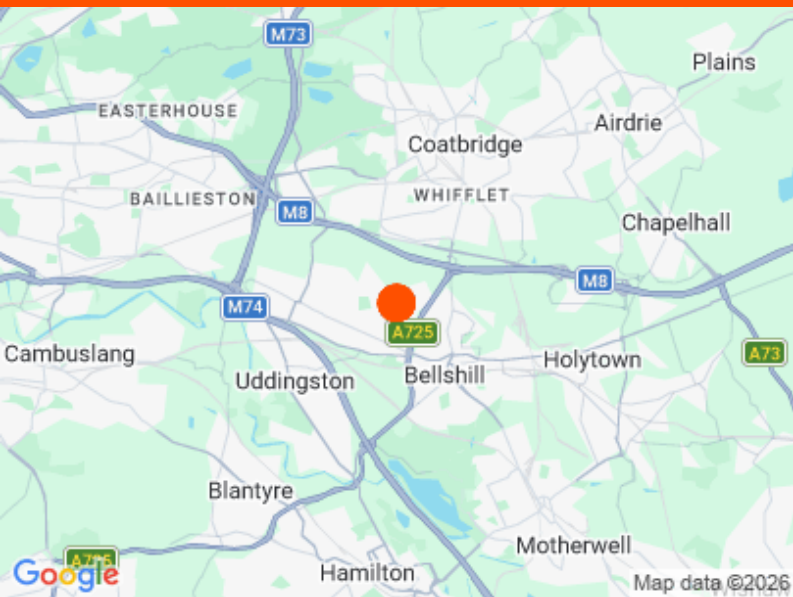 M73
Plains
EASTERHOUSE
Airdrie
Coatbridge
BAILLIESTON
WHIFFLET
M8
Chapelhall
M8
M74
A725
Cambuslang
A73
Holytown
Uddingston
Bellshill
Blantyre
Motherwell
A725
Google
Hamilton
Map data ©2026
Wishaw